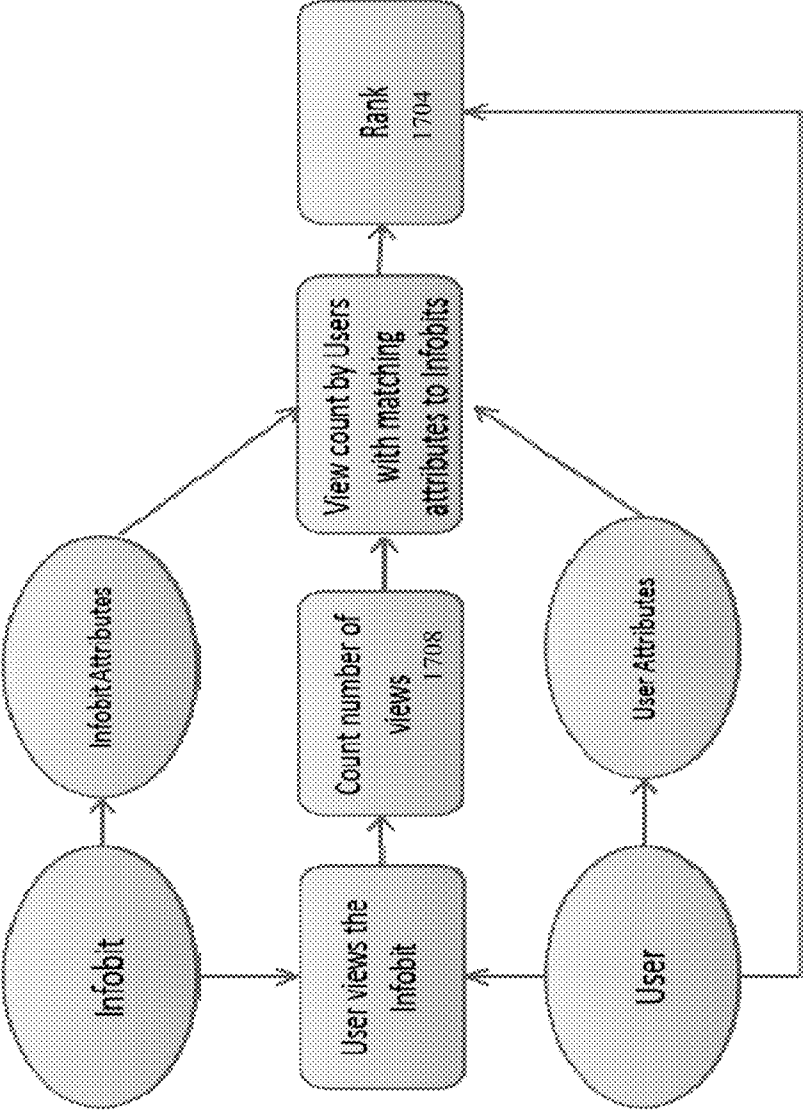 Infobit
Infobit Attributes
User views the
Infobit
Count number of
views
1708
View count by Users
with matching
attributes to Infobits
Rank
1704
User
User Attributes